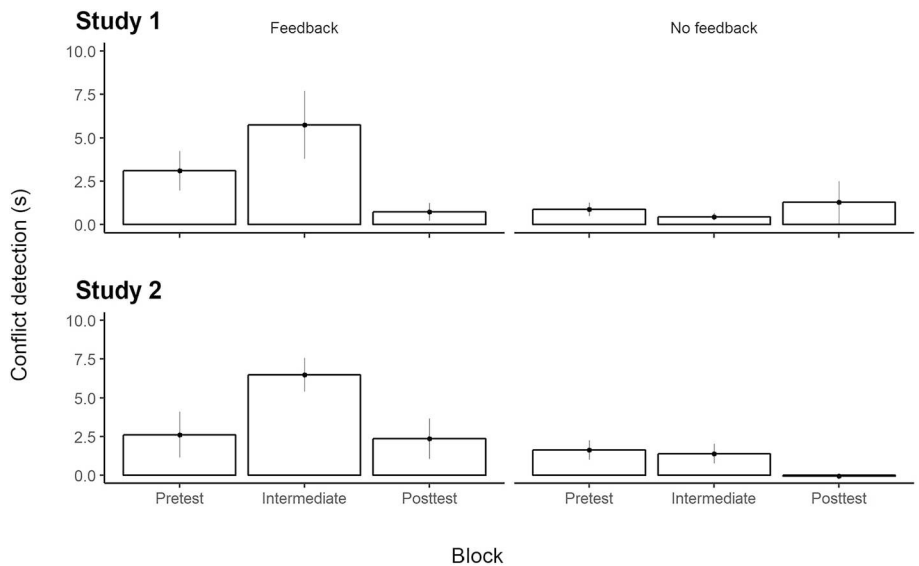 Study 1
Feedback
No feedback
10.0
7.5
5.0
2.5
0.0
Conflict detection (s)
Study 2
10.0
7.5
5.0
2.5
0.0
Pretest Intermediate Posttest Pretest Intermediate Posttest
Block